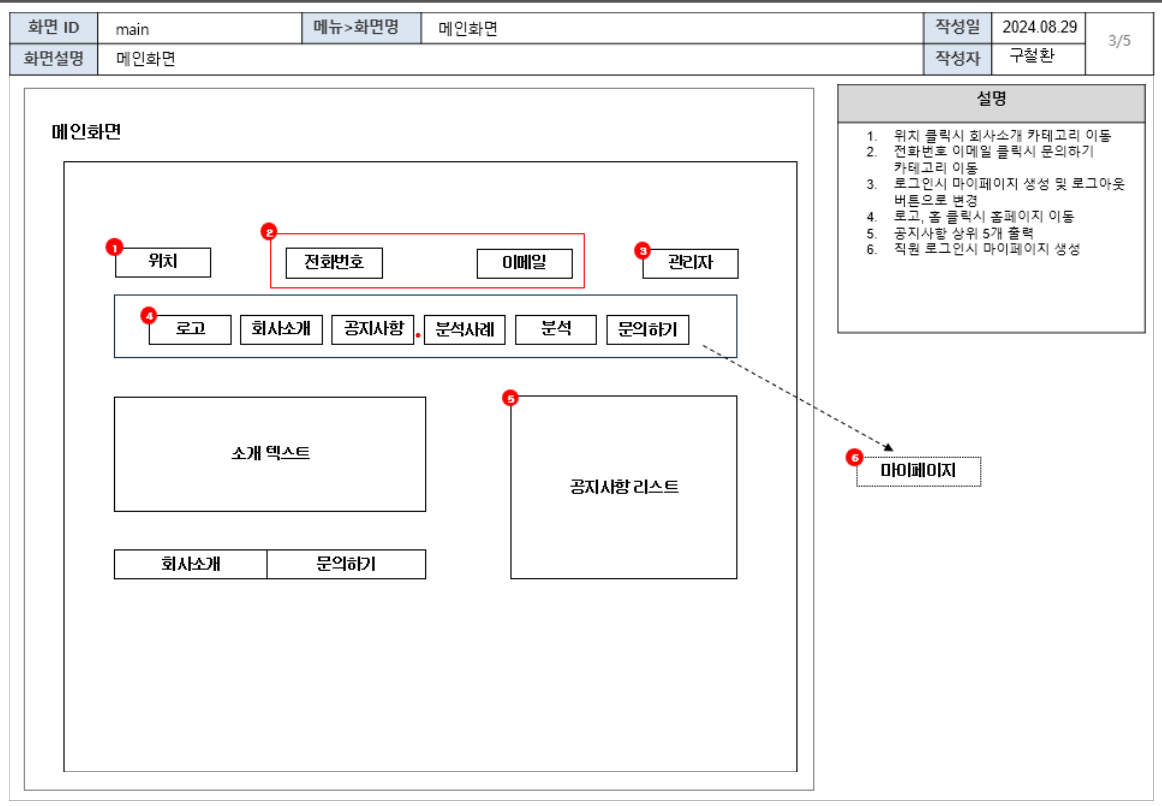 화면 ID main 메뉴>화면명 메인화면 작성일 2024.08.29 3/5
화면설명 메인화면 작성자 구철환
설명
메인화면
1. 위치 클릭시 회사소개 카테고리 이동
2. 전화번호 이메일 클릭시 문의하기
카테고리 이동
3. 로그인시 마이페이지 생성 및 로그아웃
버튼으로 변경
4. 로고, 홈 클릭시 홈페이지 이동
5. 공지사항 상위 5개 출력
6. 직원 로그인시 마이페이지 생성
1 위치 2 전화번호 이메일 3 관리자
4 로고 회사소개 공지사항 분석사례 분석 문의하기
소개 텍스트
5 공지사항 리스트
6 마이페이지
회사소개 문의하기